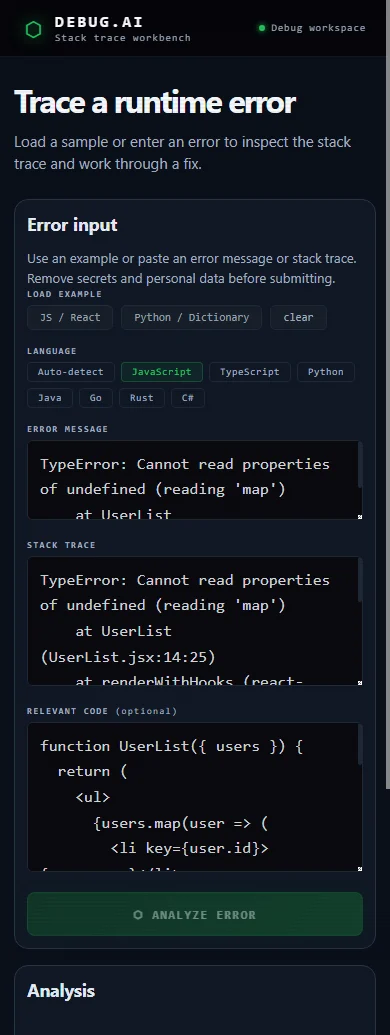 DEBUG.AI
Stack trace workbench
Debug workspace
Trace a runtime error
Load a sample or enter an error to inspect the stack
trace and work through a fix.
Error input
Use an example or paste an error message or stack trace.
Remove secrets and personal data before submitting.
LOAD EXAMPLE
JS / React
Python / Dictionary
clear
LANGUAGE
Auto-detect
JavaScript
TypeScript
Python
Java
Go
Rust
C#
ERROR MESSAGE
TypeError: Cannot read properties
of undefined (reading 'map')
at UserList
STACK TRACE
TypeError: Cannot read properties
of undefined (reading 'map')
at UserList
(UserList.jsx:14:25)
at renderWithHooks (react-
RELEVANT CODE (optional)
function UserList({ users }) {
return (
<ul>
{users.map(user => (
<li key={user.id}>
ANALYZE ERROR
Analysis